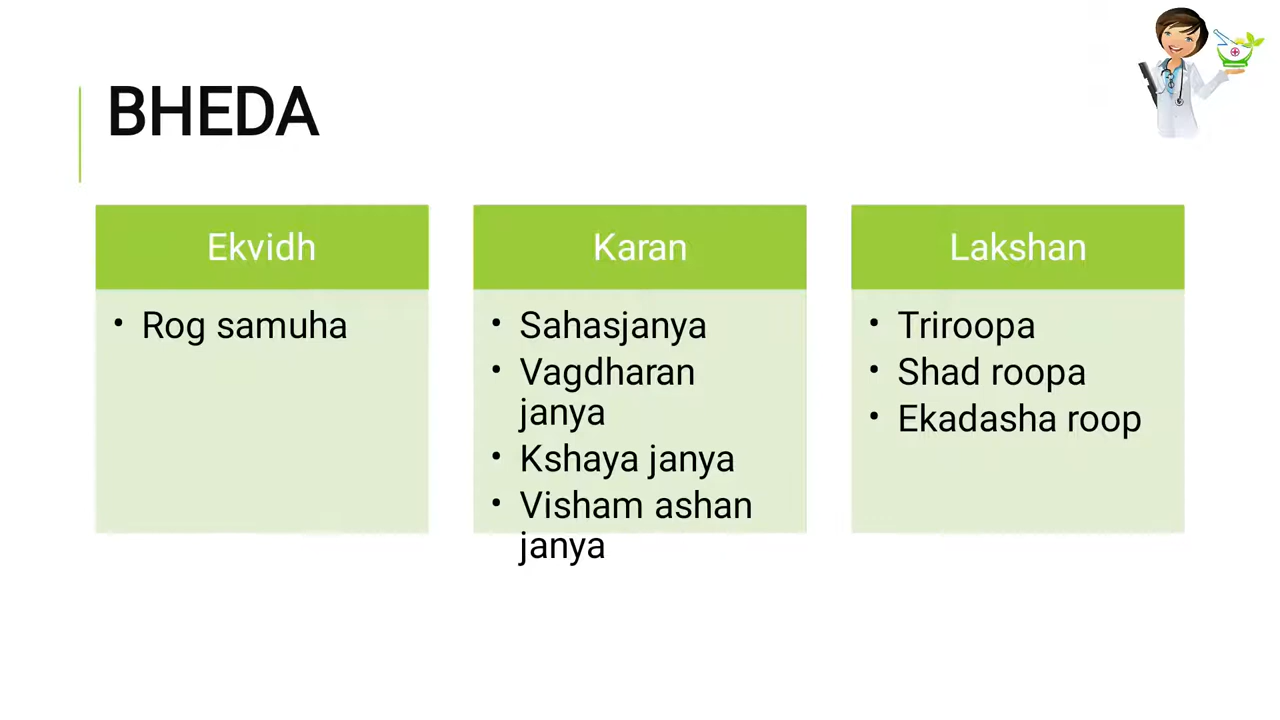 BHEDA
Ekvidh
• Rog samuha
Karan
• Sahasjanya
• Vagdharan
janya
• Kshaya janya
• Visham ashan
janya
Lakshan
• Triroopa
• Shad roopa
• Ekadasha roop